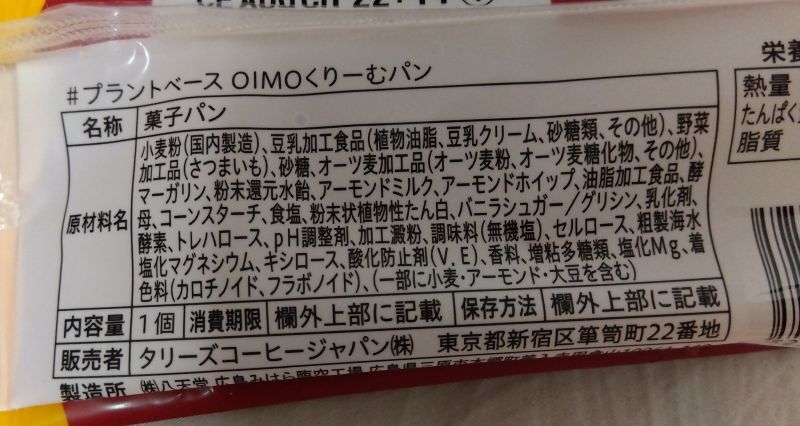 #プラントベース OIMOくりーむパン
名称 菓子パン
原材料名
小麦粉(国内製造)、豆乳加工食品(植物油脂、豆乳クリーム、砂糖類、その他)、野菜
加工品(さつまいも)、砂糖、オーツ麦加工品(オーツ麦粉、オーツ麦糖化物、その他)、
マーガリン、粉末還元水飴、アーモンドミルク、アーモンドホイップ、油脂加工食品、酵
母、コーンスターチ、食塩、粉末状植物性たん白、バニラシュガー/グリシン、乳化剤、
酵素、トレハロース、pH調整剤、加工澱粉、調味料(無機塩)、セルロース、粗製海水
塩化マグネシウム、キシロース、酸化防止剤(V.E)、香料、増粘多糖類、塩化Mg、着
色料(カロチノイド、フラボノイド)、(一部に小麦・アーモンド・大豆を含む)
内容量 1個 消費期限 欄外上部に記載 保存方法 欄外上部に記載
販売者 タリーズコーヒージャパン㈱ 東京都新宿区箪笥町22番地
製造所 ㈱八天堂 広島みはら臨空工場
栄養
熱量
たんぱく
脂質